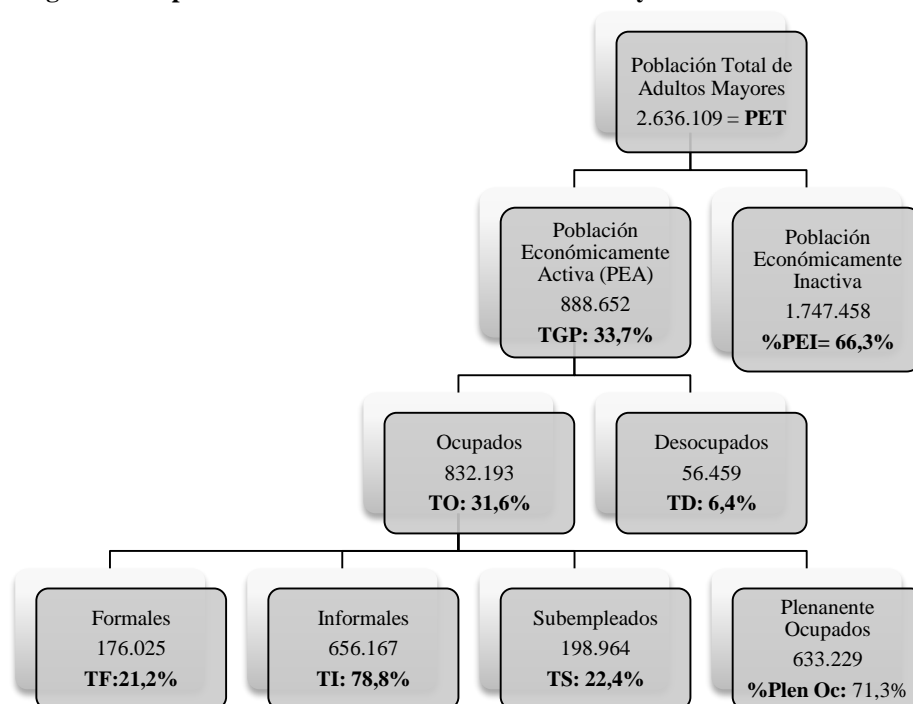 Población Total de
Adultos Mayores
2.636.109 = PET
Población
Económicamente
Activa (PEA)
888.652
TGP: 33,7%
Población
Económicamente
Inactiva
1.747.458
%PEI= 66,3%
Ocupados
832.193
TO: 31,6%
Desocupados
56.459
TD: 6,4%
Formales
176.025
TF:21,2%
Informales
656.167
TI: 78,8%
Subempleados
198.964
TS: 22,4%
Plenanente
Ocupados
633.229
%Plen Oc: 71,3%